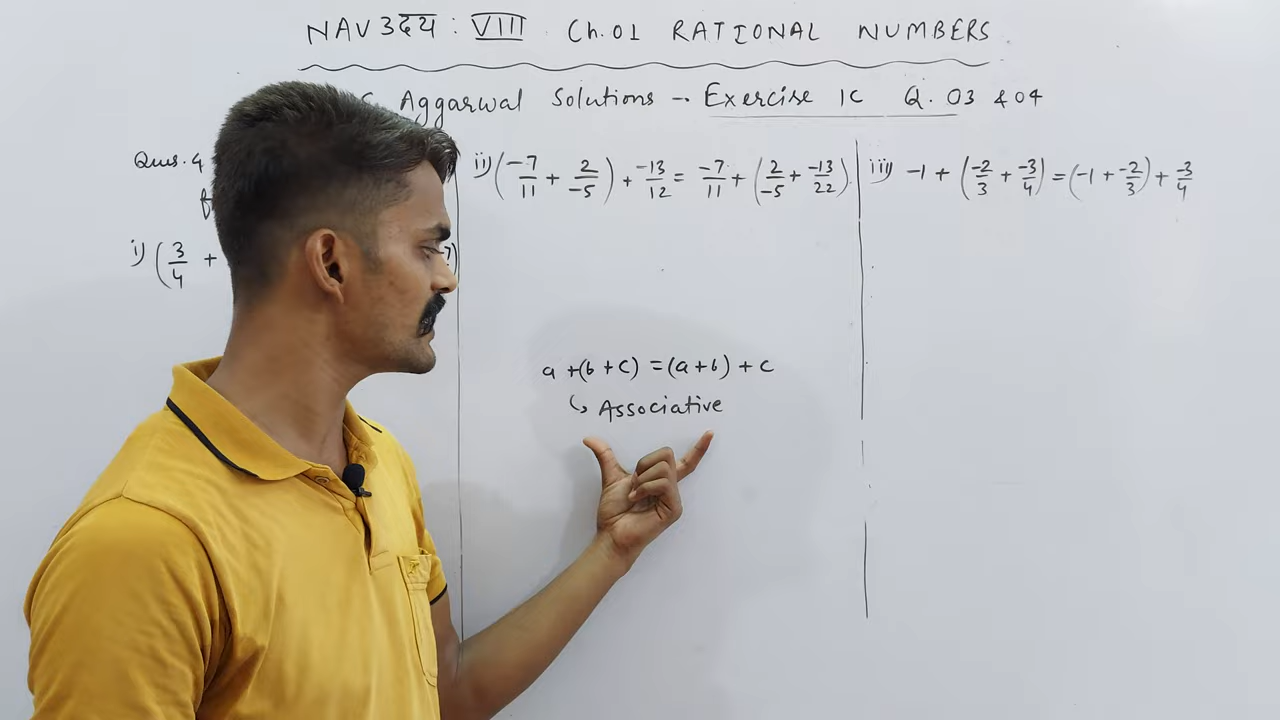 NAV उदय : VIII Ch.01 RATIONAL NUMBERS
S. Aggarwal Solutions - Exercise 1C Q. 03 & 04
Ques. 4
i) (3/4 +
ii) (-7/11 + 2/-5) + -13/12 = -7/11 + (2/-5 + -13/22)
iii) -1 + (-2/3 + -3/4) = (-1 + -2/3) + -3/4
a + (b + c) = (a + b) + c
↳ Associative